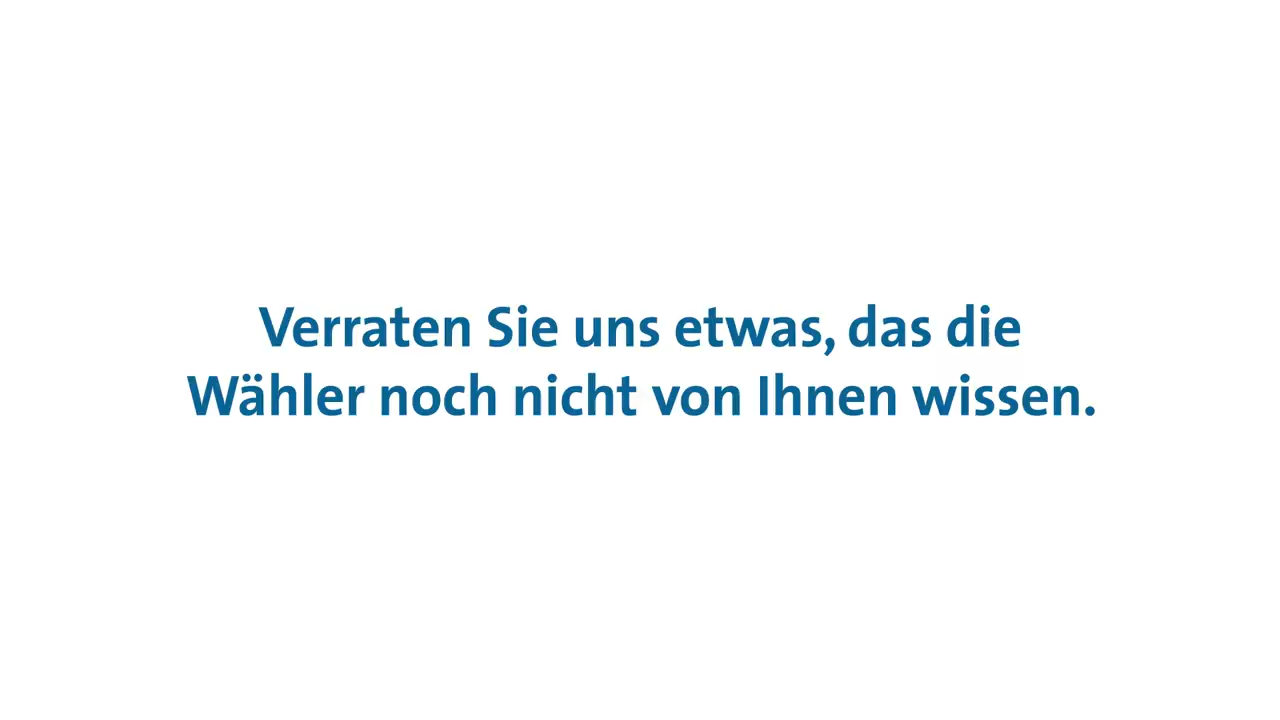 Verraten Sie uns etwas, das die
Wähler noch nicht von Ihnen wissen.